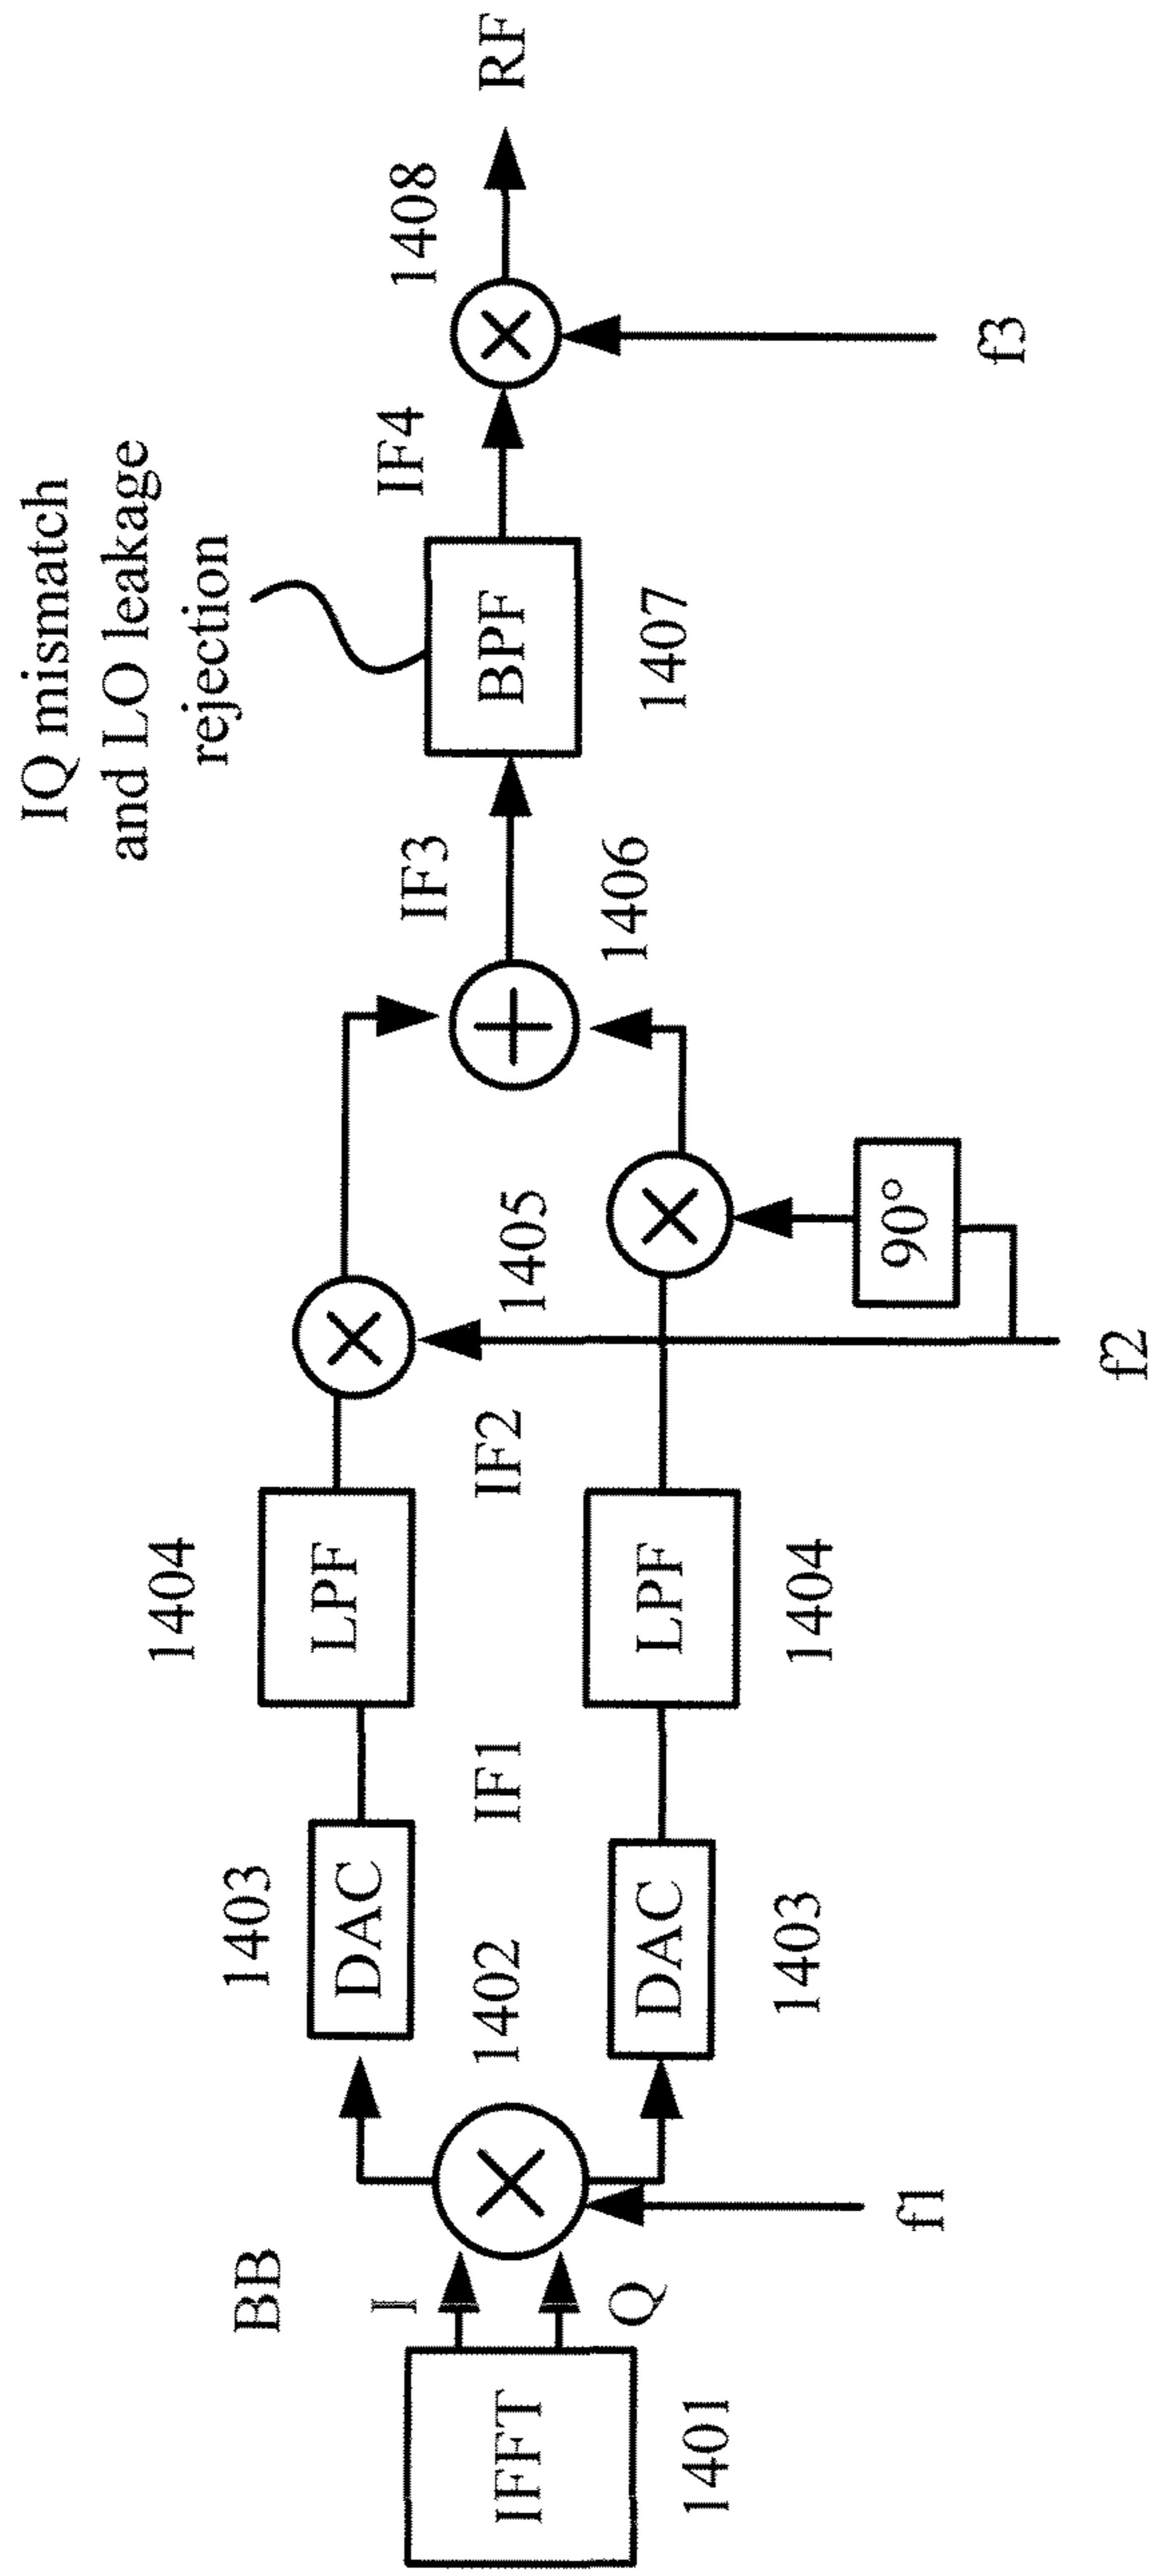 IQ mismatch
and LO leakage
rejection
BB
I
Q
IFFT
1401
1402
f1
1403
DAC
DAC
1403
IF1
1404
LPF
LPF
1404
IF2
1405
f2
90°
1406
IF3
BPF
1407
IF4
1408
f3
RF